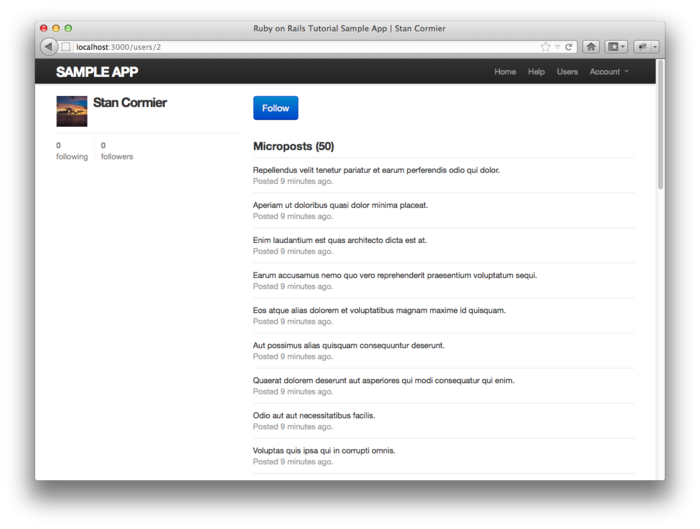 Ruby on Rails Tutorial Sample App | Stan Cormier
localhost:3000/users/2
SAMPLE APP
Home Help Users Account
Stan Cormier
0 following
0 followers
Follow
Microposts (50)
Repellendus velit tenetur pariatur et earum perferendis odio qui dolor.
Posted 9 minutes ago.
Aperiam ut doloribus quasi dolor minima placeat.
Posted 9 minutes ago.
Enim laudantium est quas architecto dicta est at.
Posted 9 minutes ago.
Earum accusamus nemo quo vero reprehenderit praesentium voluptatum sequi.
Posted 9 minutes ago.
Eos atque alias dolorem et voluptatibus magnam maxime id quisquam.
Posted 9 minutes ago.
Aut possimus alias quisquam consequuntur deserunt.
Posted 9 minutes ago.
Quaerat dolorem deserunt aut asperiores qui modi consequatur qui enim.
Posted 9 minutes ago.
Odio aut aut necessitatibus facilis.
Posted 9 minutes ago.
Voluptas quis ipsa qui in corrupti omnis.
Posted 9 minutes ago.